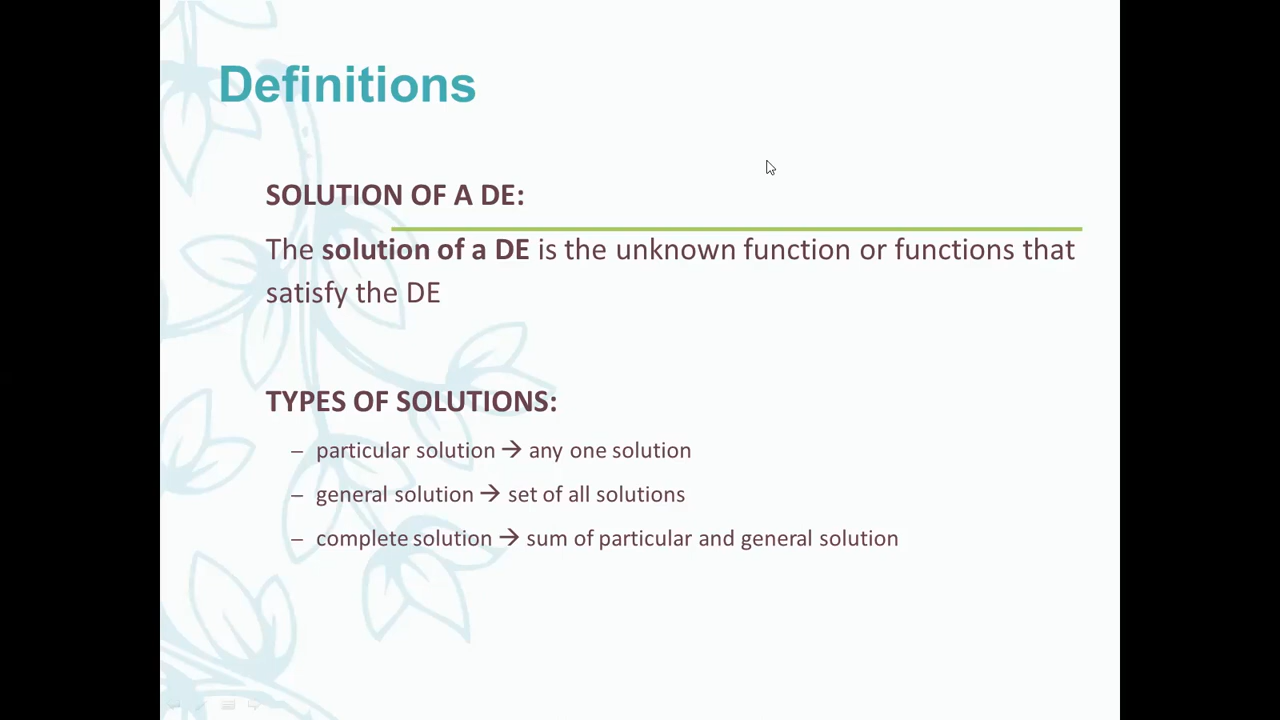 Definitions
SOLUTION OF A DE:
The solution of a DE is the unknown function or functions that
satisfy the DE
TYPES OF SOLUTIONS:
– particular solution → any one solution
– general solution → set of all solutions
– complete solution → sum of particular and general solution